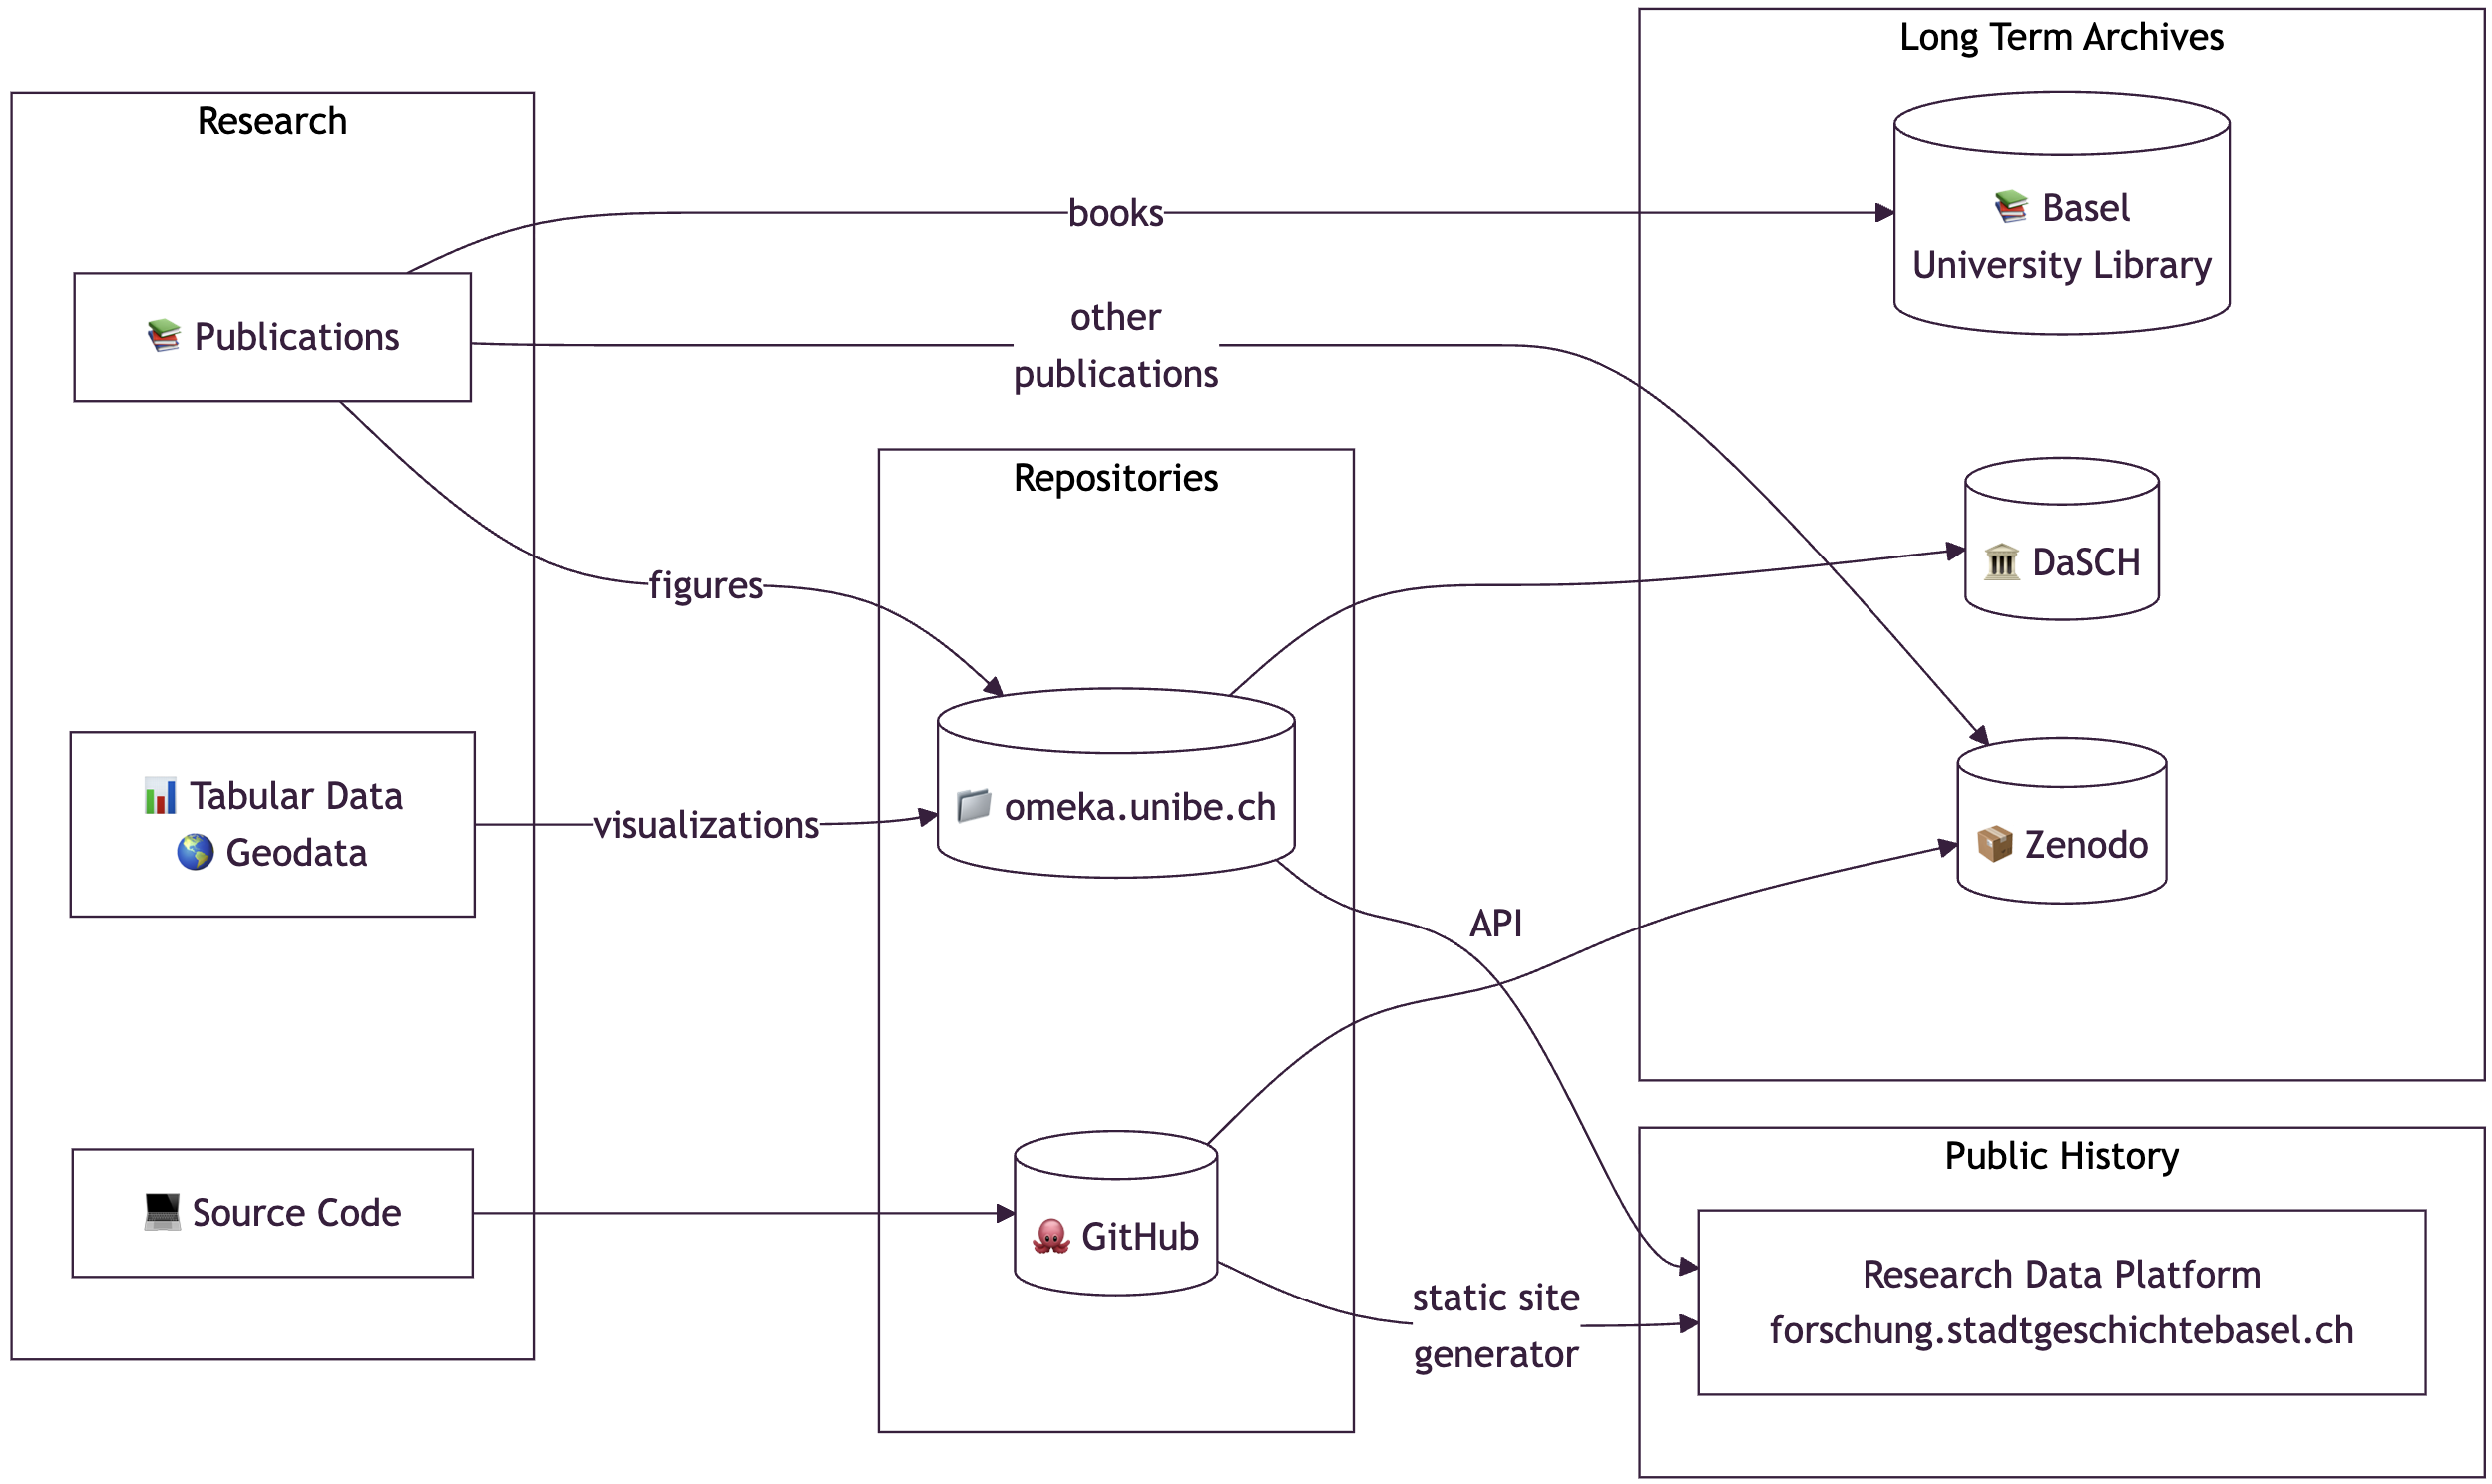 Research
Publications
Tabular Data
Geodata
Source Code
books
other
publications
figures
visualizations
Repositories
omeka.unibe.ch
GitHub
API
static site
generator
Long Term Archives
Basel
University Library
DaSCH
Zenodo
Public History
Research Data Platform
forschung.stadtgeschichtebasel.ch